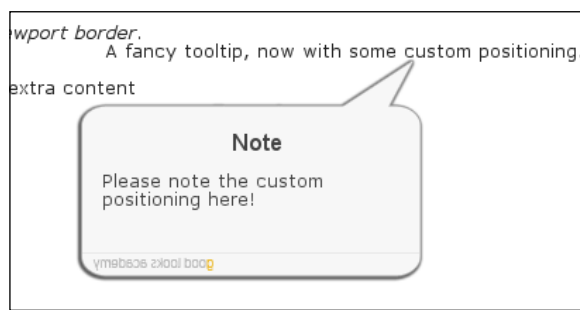 wport border.
A fancy tooltip, now with some custom positioning.
extra content
Note
Please note the custom
positioning here!
good looks academy